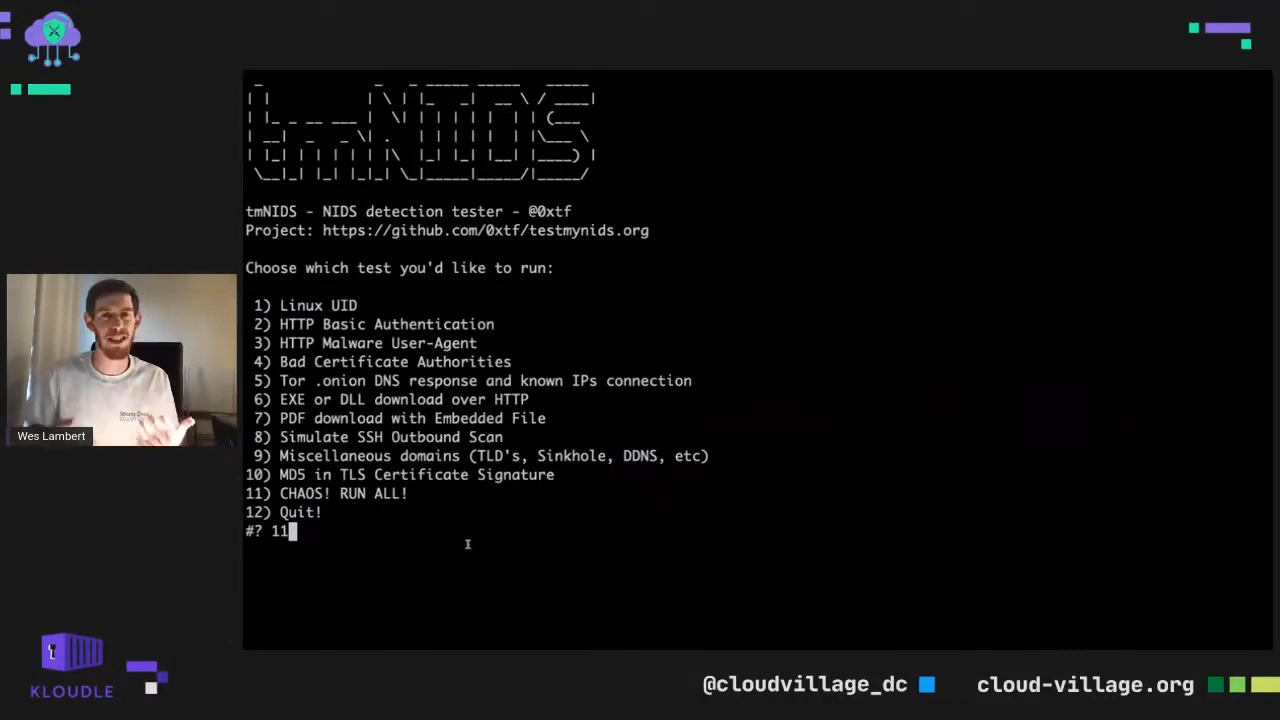 tmNIDS
tmNIDS - NIDS detection tester - @0xtf
Project: https://github.com/0xtf/testmynids.org
Choose which test you'd like to run:
1) Linux UID
2) HTTP Basic Authentication
3) HTTP Malware User-Agent
4) Bad Certificate Authorities
5) Tor .onion DNS response and known IPs connection
6) EXE or DLL download over HTTP
7) PDF download with Embedded File
8) Simulate SSH Outbound Scan
9) Miscellaneous domains (TLD's, Sinkhole, DDNS, etc)
10) MD5 in TLS Certificate Signature
11) CHAOS! RUN ALL!
12) Quit!
#? 11
Wes Lambert
KLOUDLE
@cloudvillage_dc
cloud-village.org